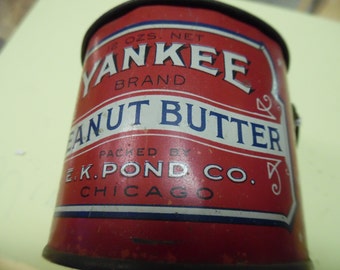 OZS. NET
YANKEE
BRAND
PEANUT BUTTER
PACKED BY
E.K. POND CO.
CHICAGO